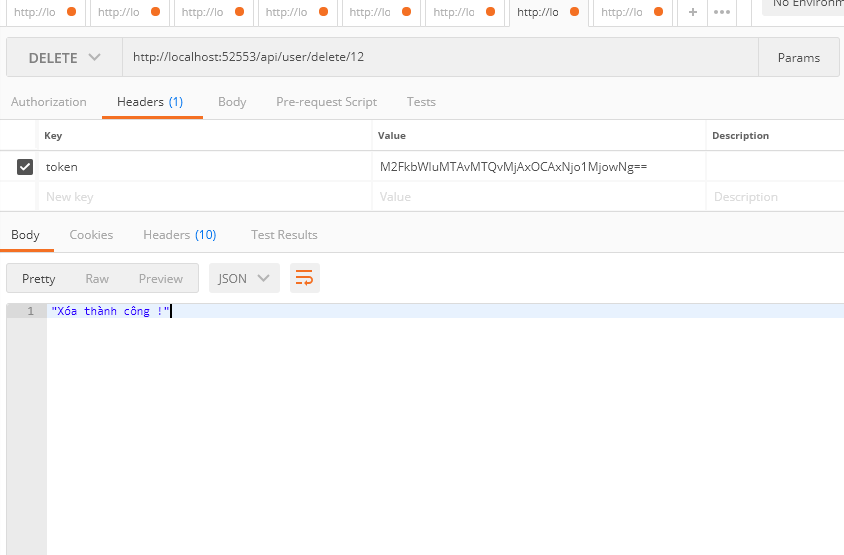 http://lo http://lo http://lo http://lo http://lo http://lo http://lo http://lo + ••• No Environm
DELETE http://localhost:52553/api/user/delete/12 Params
Authorization Headers (1) Body Pre-request Script Tests
Key Value Description
token M2FkbWluMTAvMTQvMjAxOCAxNjo1MjowNg==
New key Value Description
Body Cookies Headers (10) Test Results
Pretty Raw Preview JSON
1 "Xóa thành công !"